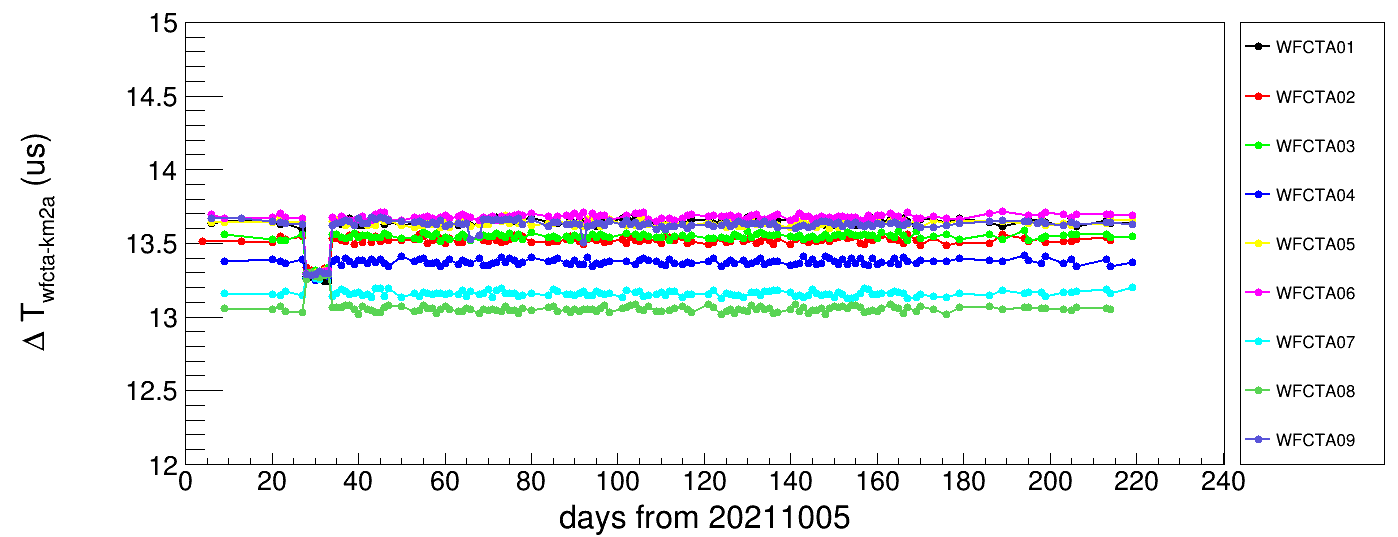 Δ T wfcta-km2a (us)
15
14.5
14
13.5
13
12.5
12
0 20 40 60 80 100 120 140 160 180 200 220 240
days from 20211005
WFCTA01
WFCTA02
WFCTA03
WFCTA04
WFCTA05
WFCTA06
WFCTA07
WFCTA08
WFCTA09